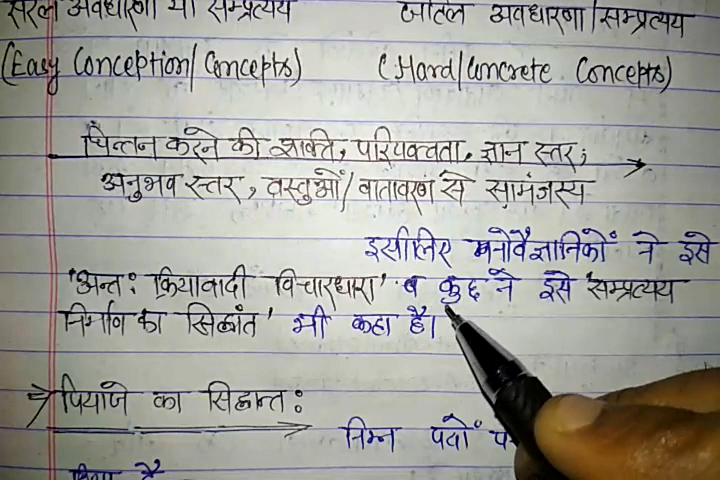 सरल अवधारणा या सम्प्रत्यय जटिल अवधारणा/सम्प्रत्यय
(Easy Conception/Concepts) (Hard/Concrete Concepts)
चिन्तन करने की शक्ति, परिपक्वता, ज्ञान स्तर,
अनुभव स्तर, वस्तुओं/वातावरण से सामंजस्य
इसीलिए मनोवैज्ञानिकों ने इसे
'अन्त: क्रियावादी विचारधारा' व कुछ ने इसे 'सम्प्रत्यय
निर्माण का सिद्धांत' भी कहा है।
⇒ पियाजे का सिद्धान्त:
निम्न पदों
किया है